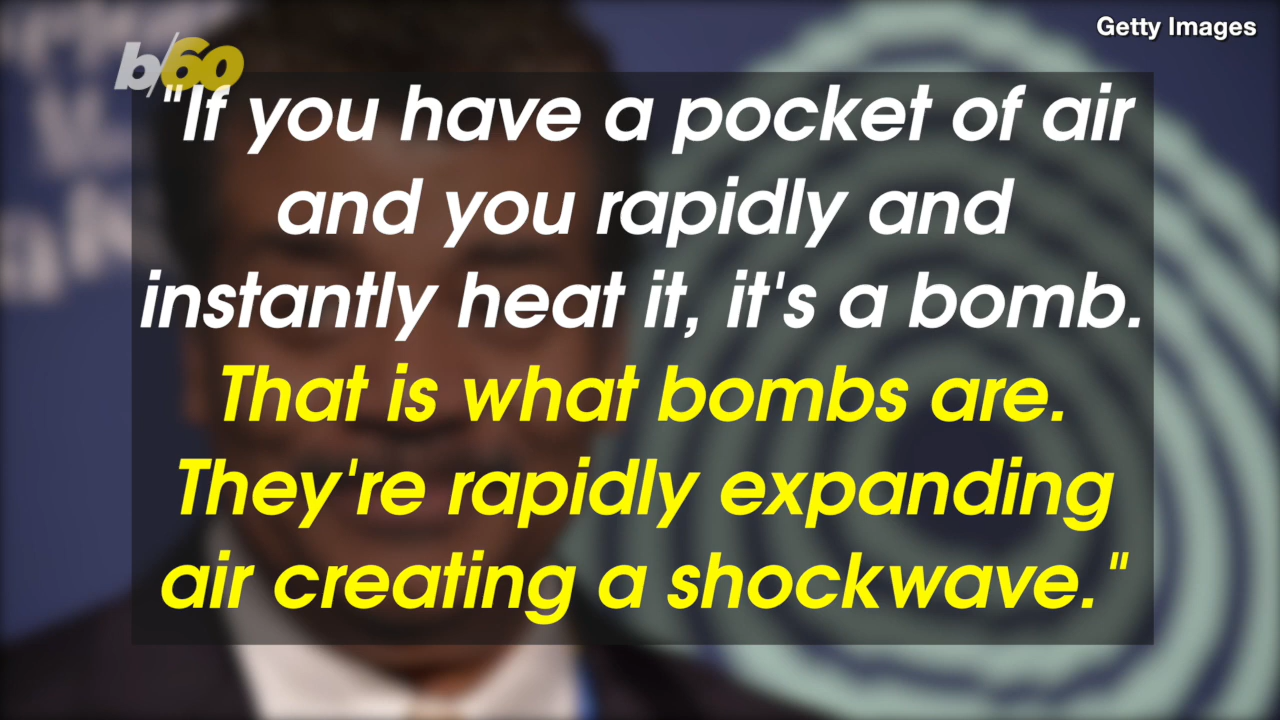 Getty Images
b/60
"If you have a pocket of air
and you rapidly and
instantly heat it, it's a bomb.
That is what bombs are.
They're rapidly expanding
air creating a shockwave."